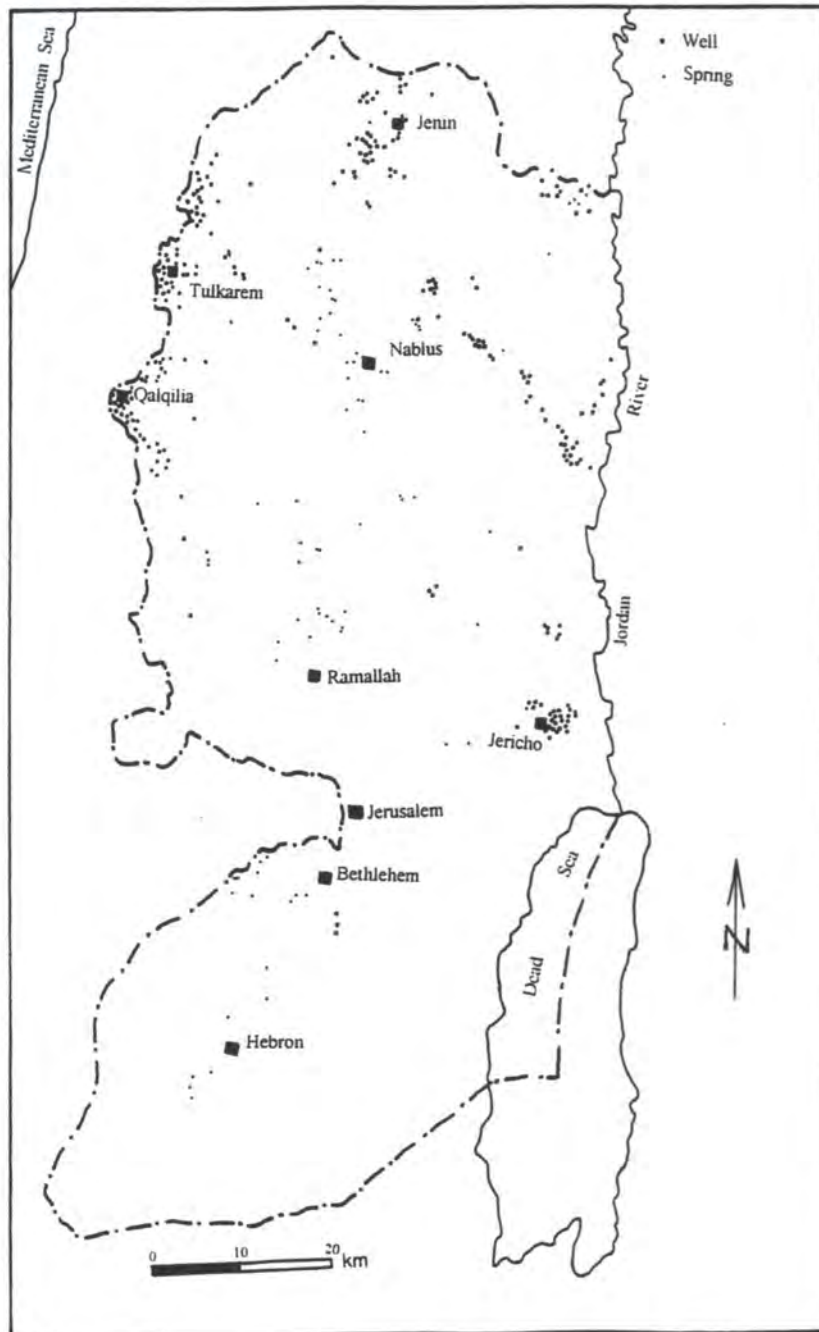 Mediterranean Sea
Well
Spring
Jenin
Tulkarem
Nablus
Qalqilia
River
Jordan
Ramallah
Jericho
Jerusalem
Bethlehem
Dead Sea
Hebron
N
0 10 20
km